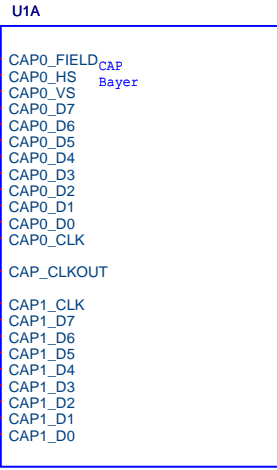 U1A
CAP0_FIELD
CAP
CAP0_HS
Bayer
CAP0_VS
CAP0_D7
CAP0_D6
CAP0_D5
CAP0_D4
CAP0_D3
CAP0_D2
CAP0_D1
CAP0_D0
CAP0_CLK
CAP_CLKOUT
CAP1_CLK
CAP1_D7
CAP1_D6
CAP1_D5
CAP1_D4
CAP1_D3
CAP1_D2
CAP1_D1
CAP1_D0